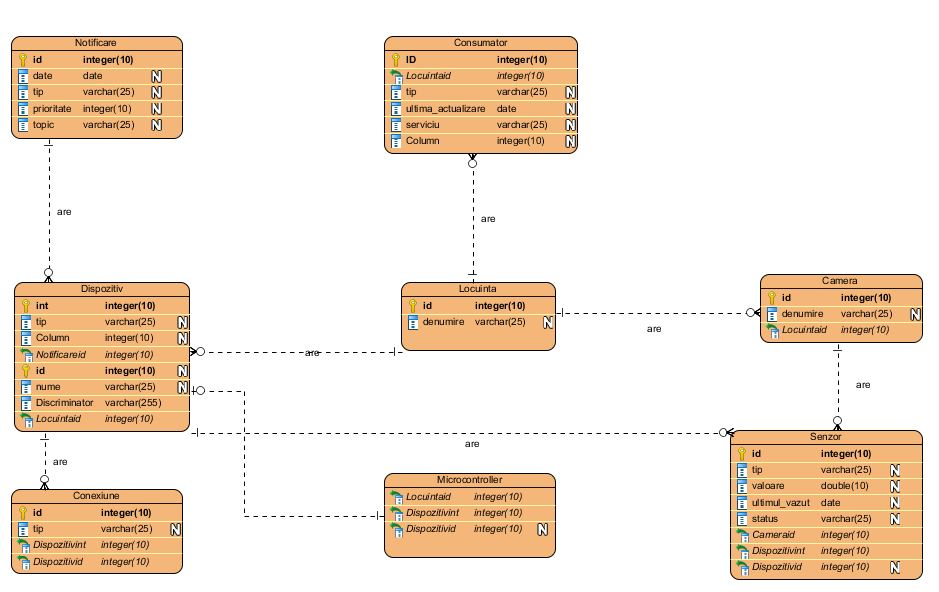 Notificare
id integer(10)
date date N
tip varchar(25) N
prioritate integer(10) N
topic varchar(25) N
Consumator
ID integer(10)
Locuintaid integer(10)
tip varchar(25) N
ultima_actualizare date N
serviciu varchar(25) N
Column integer(10) N
are
are
Dispozitiv
int integer(10)
tip varchar(25) N
Column integer(10) N
Notificareid integer(10)
id integer(10) N
nume varchar(25) N
Discriminator varchar(255)
Locuintaid integer(10)
Locuinta
id integer(10)
denumire varchar(25) N
Camera
id integer(10)
denumire varchar(25) N
Locuintaid integer(10)
are
are
are
are
are
Conexiune
id integer(10)
tip varchar(25) N
Dispozitivint integer(10)
Dispozitivid integer(10)
Microcontroller
Locuintaid integer(10)
Dispozitivint integer(10)
Dispozitivid integer(10) N
Senzor
id integer(10)
tip varchar(25) N
valoare double(10) N
ultimul_vazut date N
status varchar(25) N
Cameraid integer(10)
Dispozitivint integer(10)
Dispozitivid integer(10) N